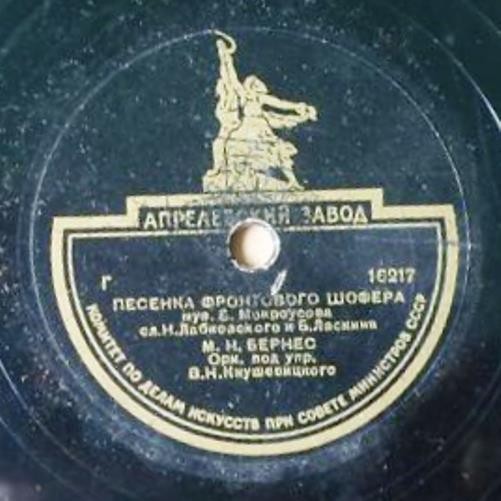 АПРЕЛЕВСКИЙ ЗАВОД
Г 16217
ПЕСЕНКА ФРОНТОВОГО ШОФЕРА
муз. Б. Мокроусова
сл. Н. Лабковского и Б. Ласкина
М. Н. БЕРНЕС
Орк. под упр.
В. Н. Кнушевицкого
КОМИТЕТ ПО ДЕЛАМ ИСКУССТВ ПРИ СОВЕТЕ МИНИСТРОВ СССР